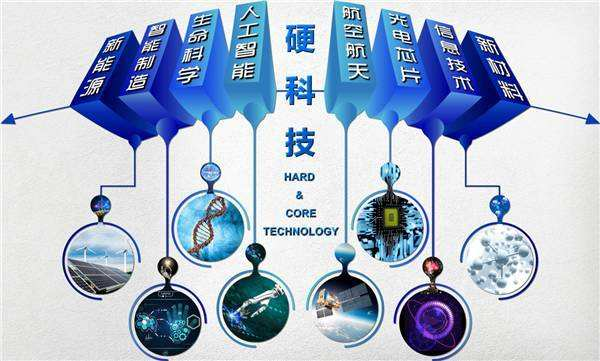 新能源
智能制造
生命科学
人工智能
硬科技
HARD
&
CORE
TECHNOLOGY
航空航天
光电芯片
信息技术
新材料